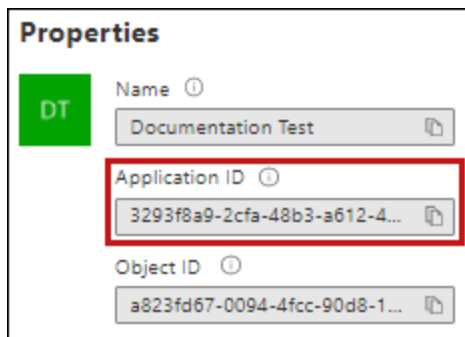 Properties
DT
Name
Documentation Test
Application ID
3293f8a9-2cfa-48b3-a612-4...
Object ID
a823fd67-0094-4fcc-90d8-1...